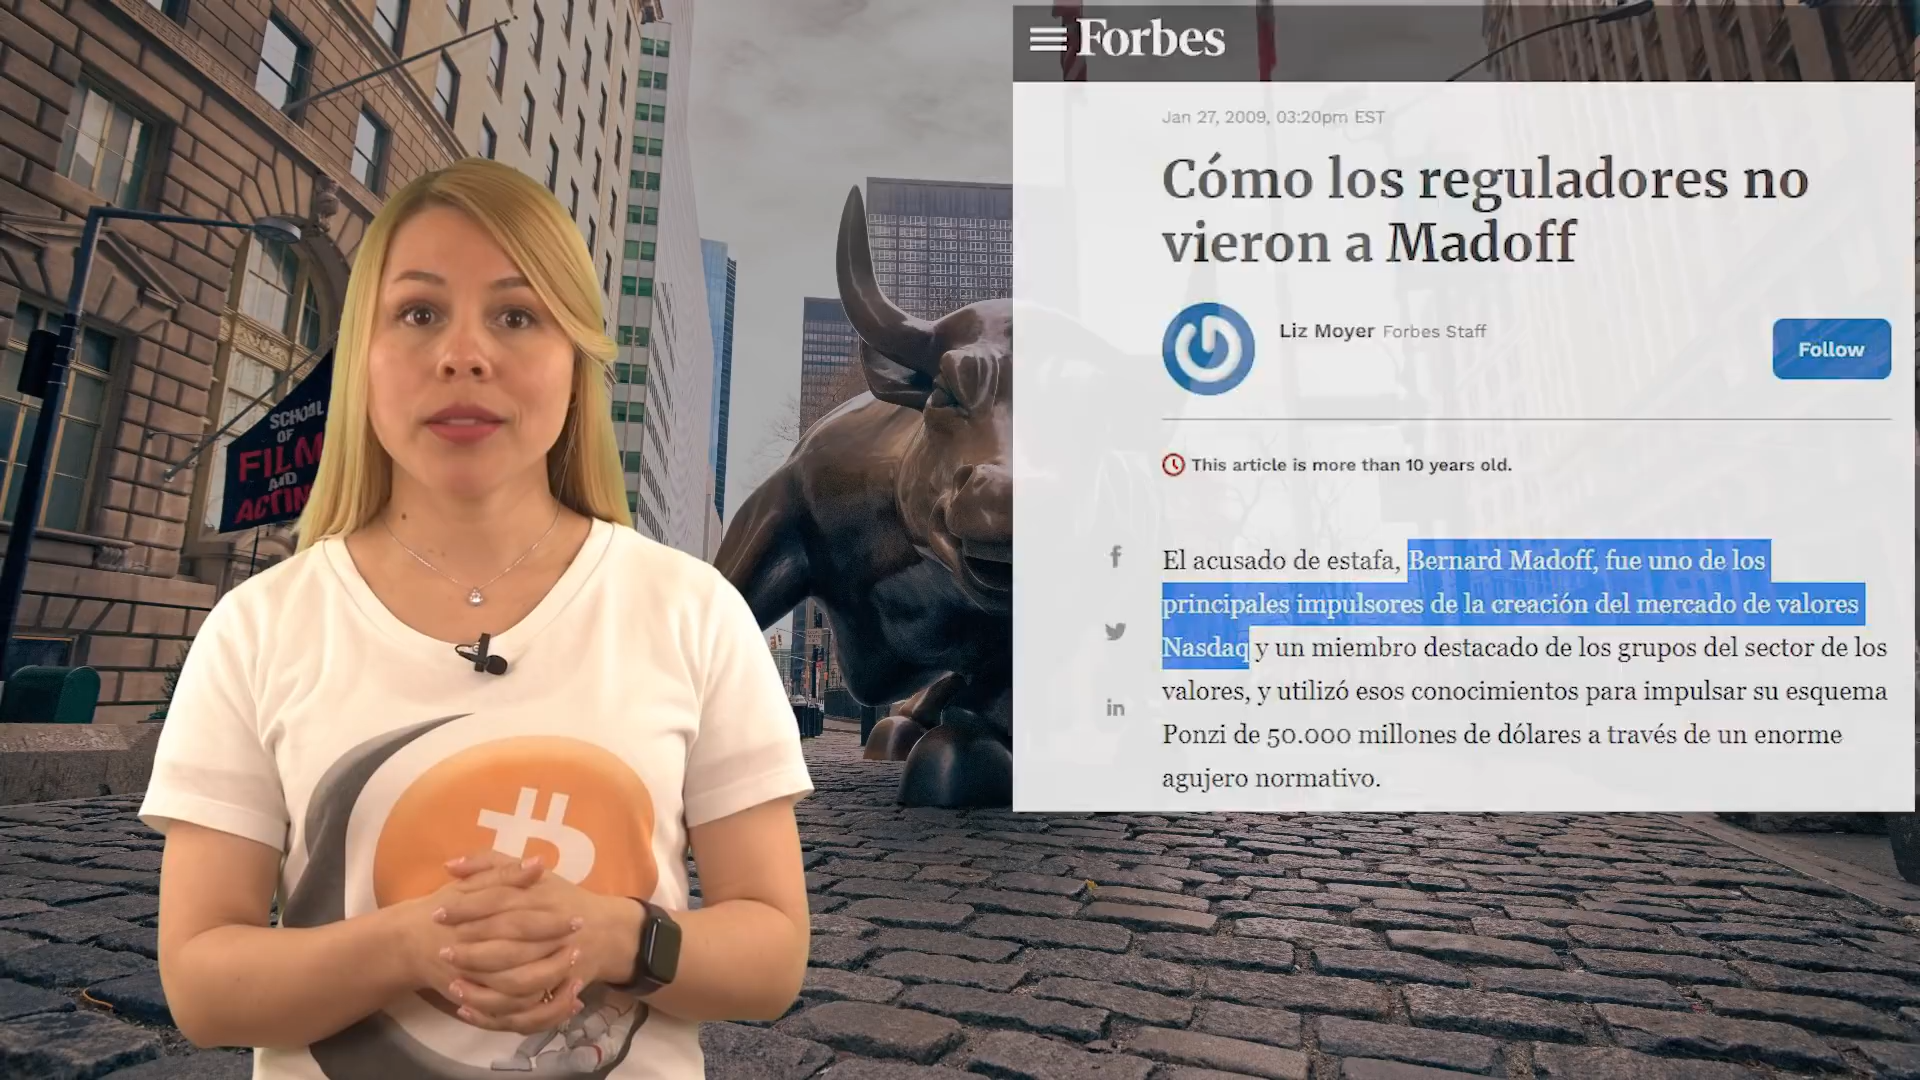 Forbes
Jan 27, 2009, 03:20pm EST
Cómo los reguladores no
vieron a Madoff
Liz Moyer Forbes Staff
Follow
This article is more than 10 years old.
El acusado de estafa, Bernard Madoff, fue uno de los
principales impulsores de la creación del mercado de valores
Nasdaq y un miembro destacado de los grupos del sector de los
valores, y utilizó esos conocimientos para impulsar su esquema
Ponzi de 50.000 millones de dólares a través de un enorme
agujero normativo.
SCHOOL
OF
FILM
AND
ACTING